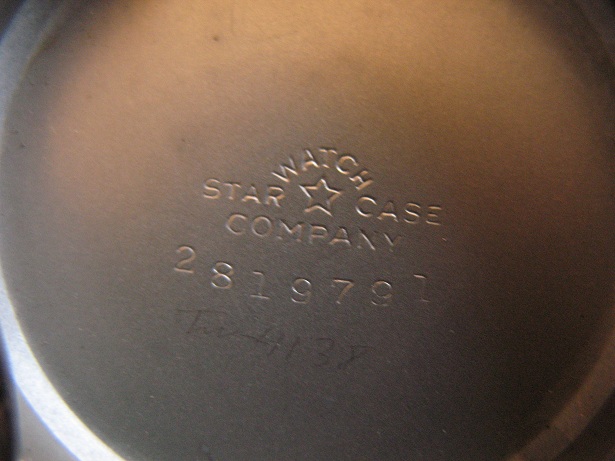 WATCH
STAR ☆ CASE
COMPANY
2819791